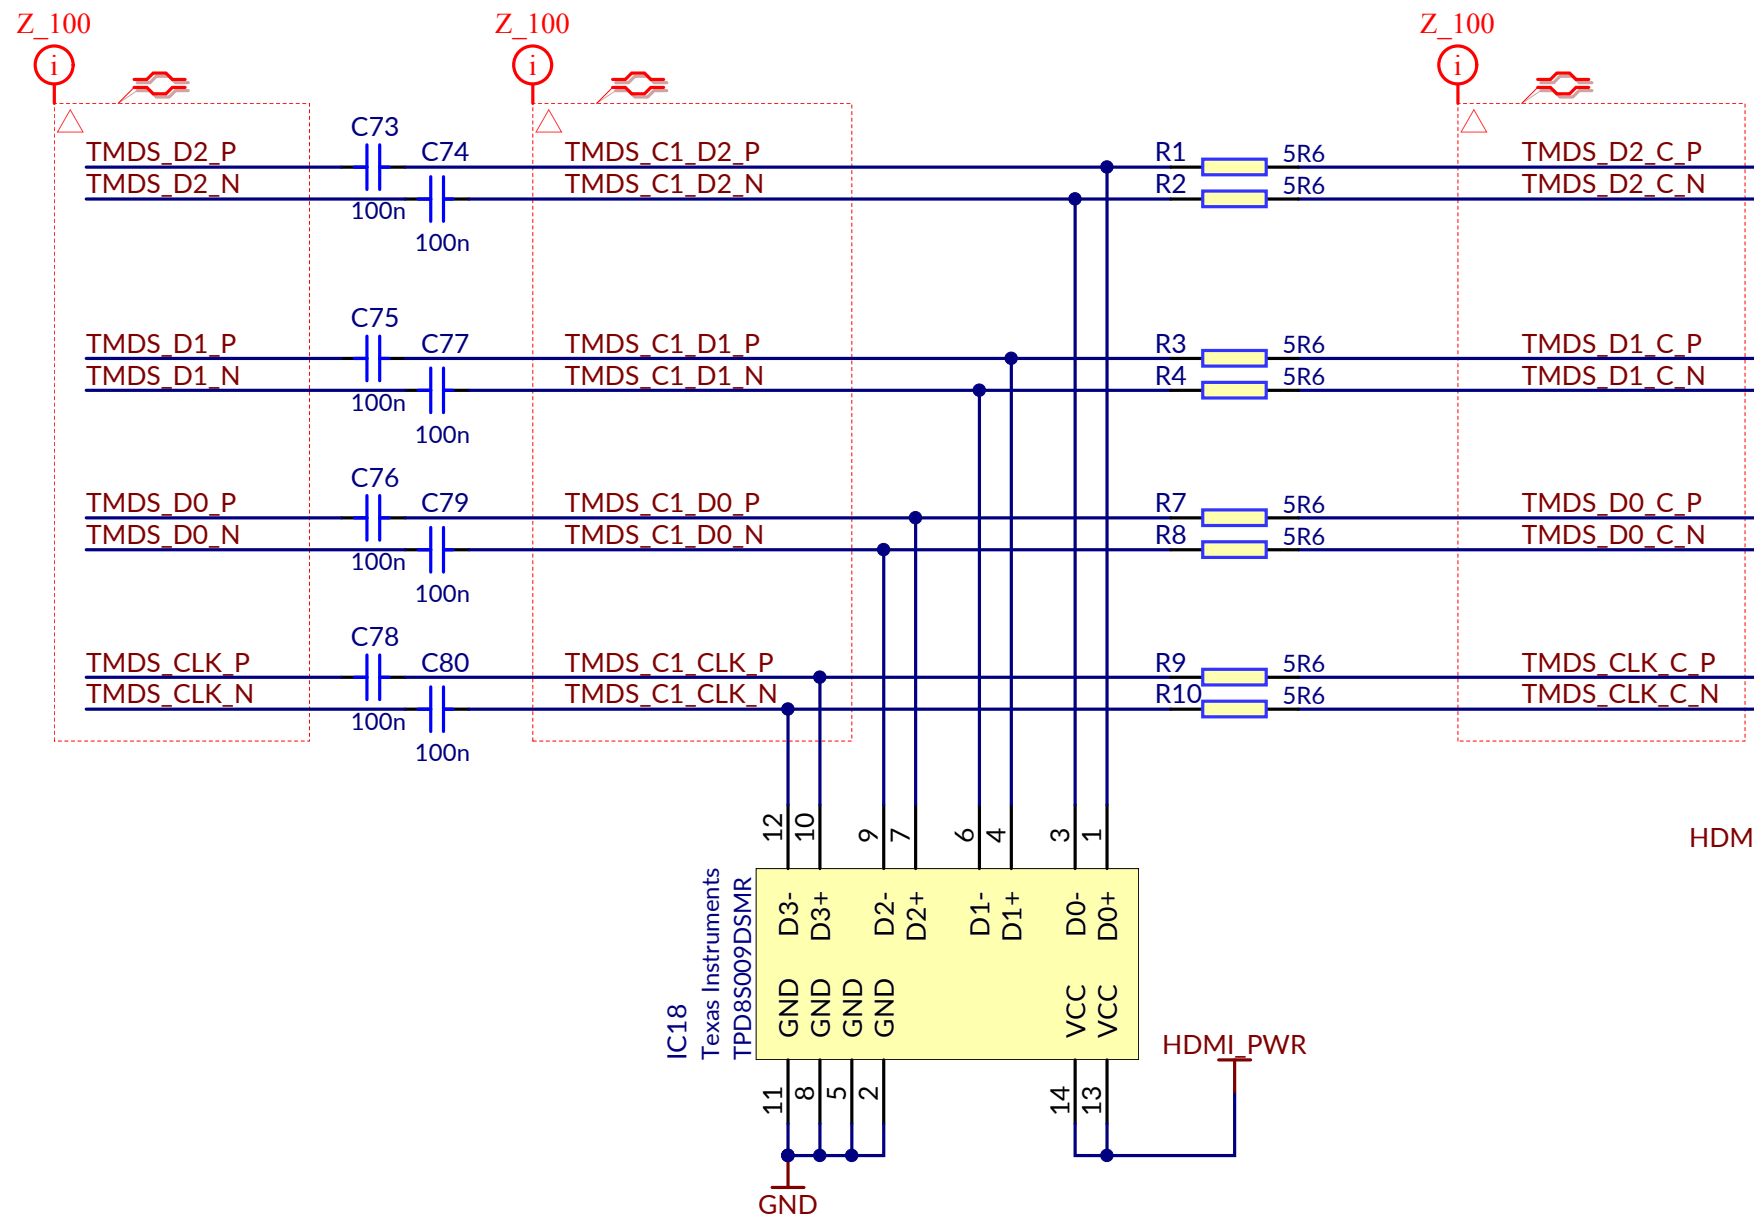 Z_100 Z_100 Z_100
i i i
C73
TMDS_D2_P C74 TMDS_C1_D2_P R1 5R6 TMDS_D2_C_P
TMDS_D2_N TMDS_C1_D2_N R2 5R6 TMDS_D2_C_N
100n
100n
C75
TMDS_D1_P C77 TMDS_C1_D1_P R3 5R6 TMDS_D1_C_P
TMDS_D1_N TMDS_C1_D1_N R4 5R6 TMDS_D1_C_N
100n
100n
C76
TMDS_D0_P C79 TMDS_C1_D0_P R7 5R6 TMDS_D0_C_P
TMDS_D0_N TMDS_C1_D0_N R8 5R6 TMDS_D0_C_N
100n
100n
C78
TMDS_CLK_P C80 TMDS_C1_CLK_P R9 5R6 TMDS_CLK_C_P
TMDS_CLK_N TMDS_C1_CLK_N R10 5R6 TMDS_CLK_C_N
100n
100n
12 10 9 7 6 4 3 1
HDM
D3- D3+ D2- D2+ D1- D1+ D0- D0+
IC18
Texas Instruments
TPD8S009DSMR
GND GND GND GND VCC VCC
HDMI_PWR
11 8 5 2 14 13
GND